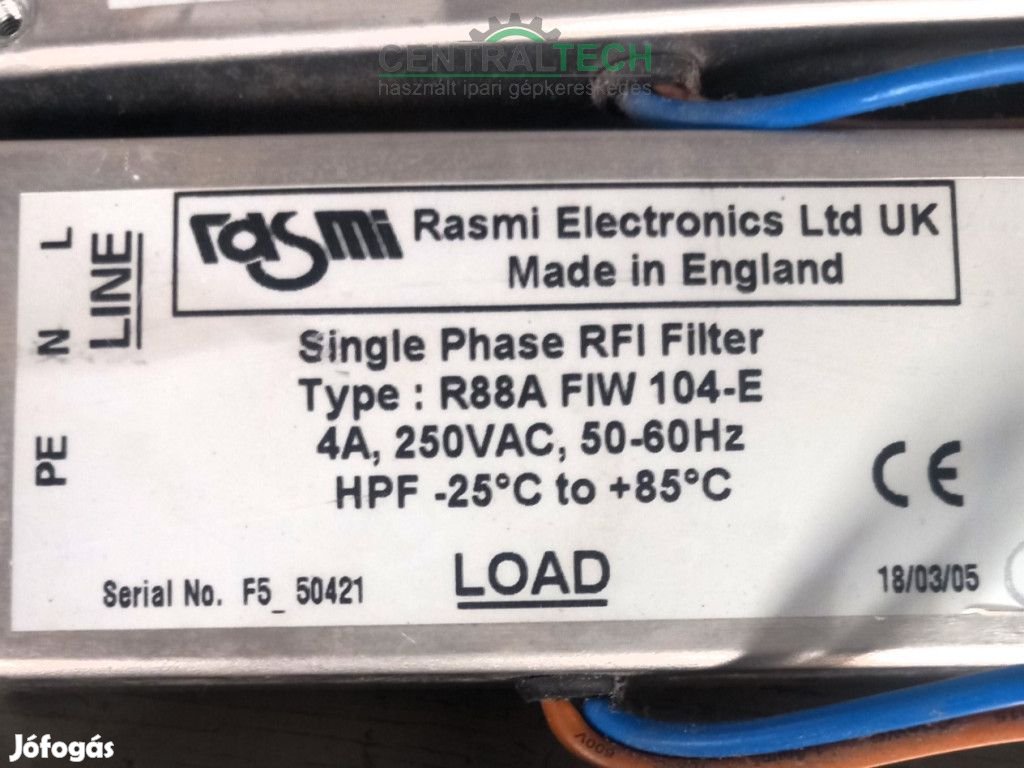 CENTRALTECH
használt ipari gépkereskedés
rasmi
Rasmi Electronics Ltd UK
Made in England
L
N
PE
LINE
Single Phase RFI Filter
Type : R88A FIW 104-E
4A, 250VAC, 50-60Hz
HPF -25°C to +85°C
CE
LOAD
Serial No. F5_50421
18/03/05
600V
Jófogás